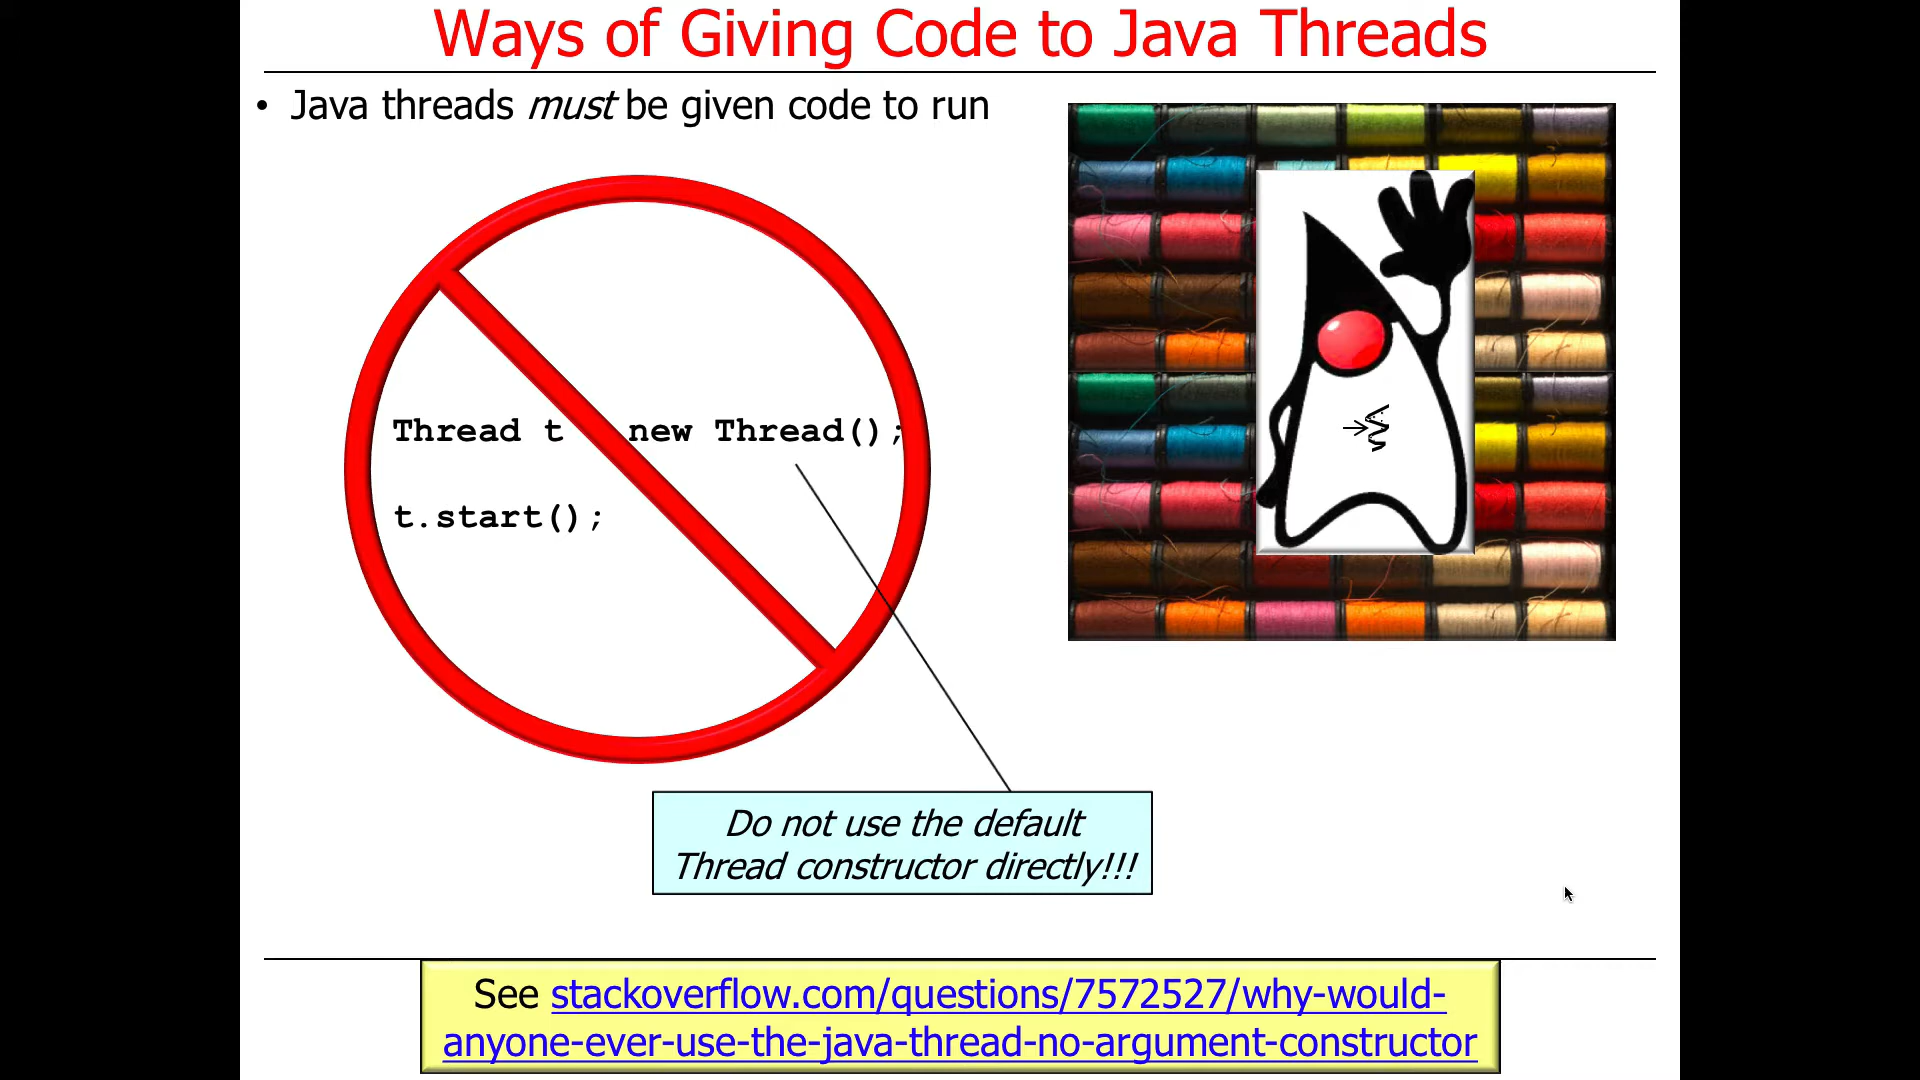 Ways of Giving Code to Java Threads
• Java threads must be given code to run
Thread t new Thread();
t.start();
Do not use the default
Thread constructor directly!!!
See stackoverflow.com/questions/7572527/why-would-
anyone-ever-use-the-java-thread-no-argument-constructor